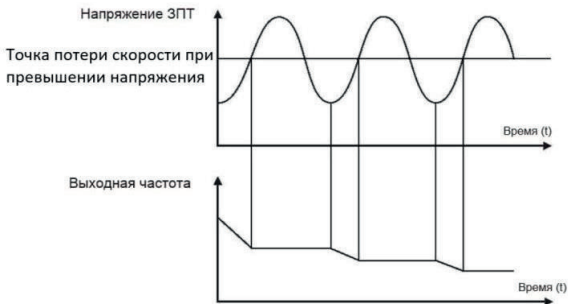 Напряжение ЗПТ
Точка потери скорости при
превышении напряжения
Время (t)
Выходная частота
Время (t)